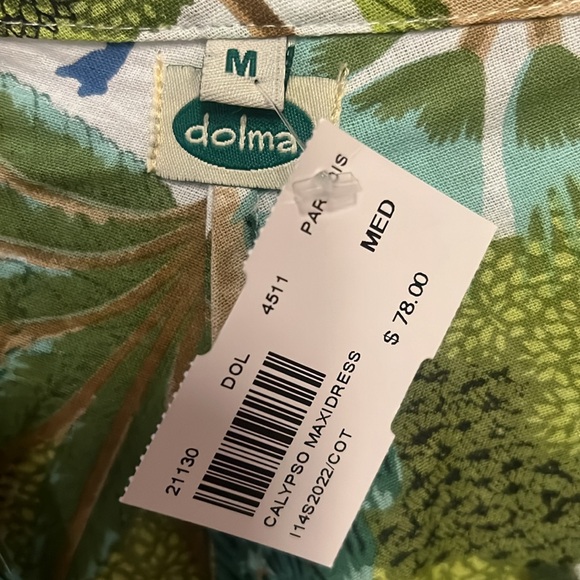 M
dolma
PARADIS
MED
4511
$ 78.00
DOL
21130
CALYPSO MAXIDRESS
I14S2022/COT